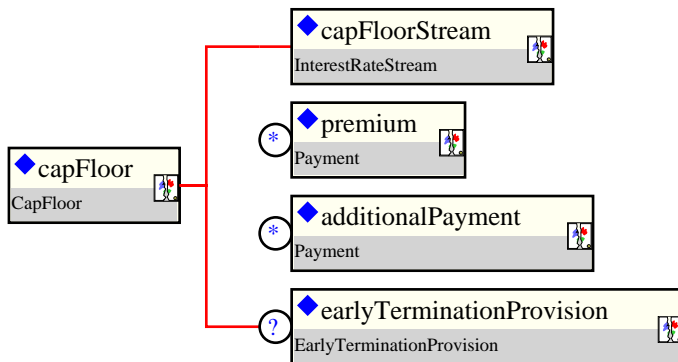 capFloorStream
InterestRateStream
*
premium
Payment
capFloor
CapFloor
*
additionalPayment
Payment
?
earlyTerminationProvision
EarlyTerminationProvision